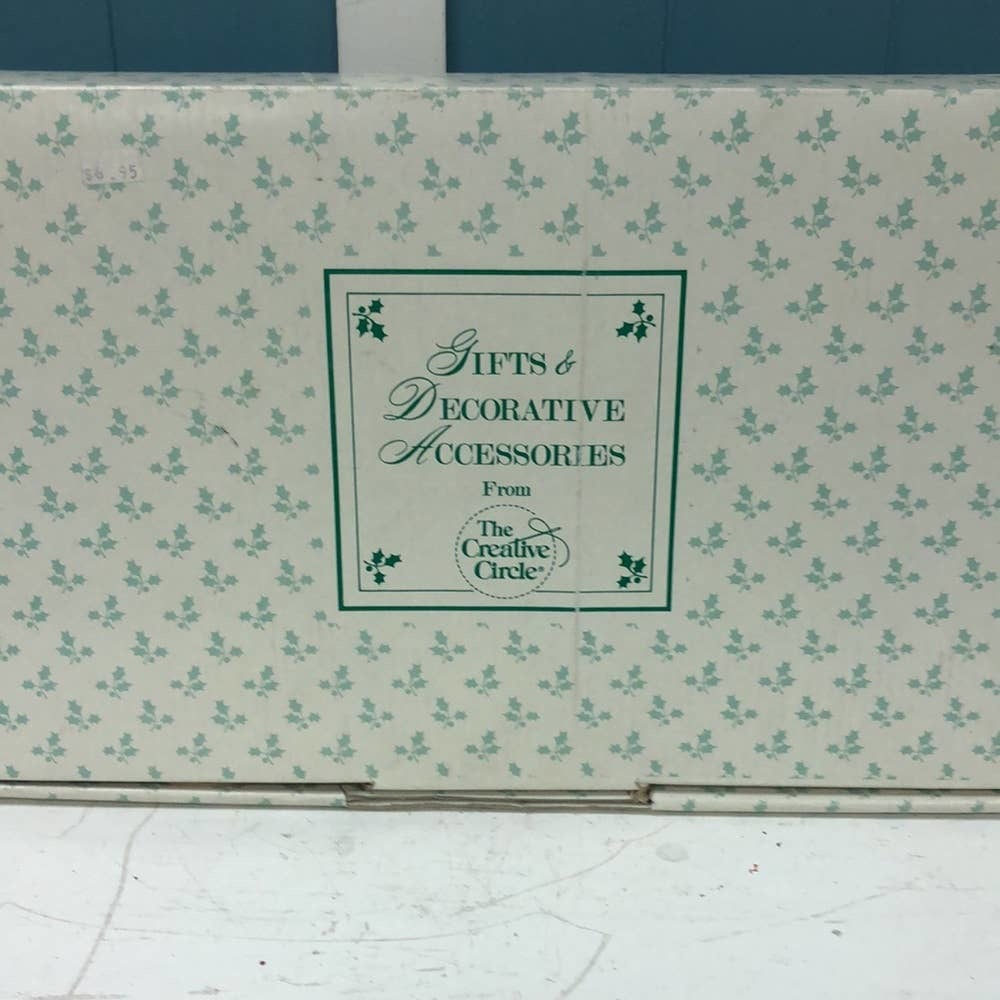 $6.95
GIFTS &
DECORATIVE
ACCESSORIES
From
The
Creative
Circle®